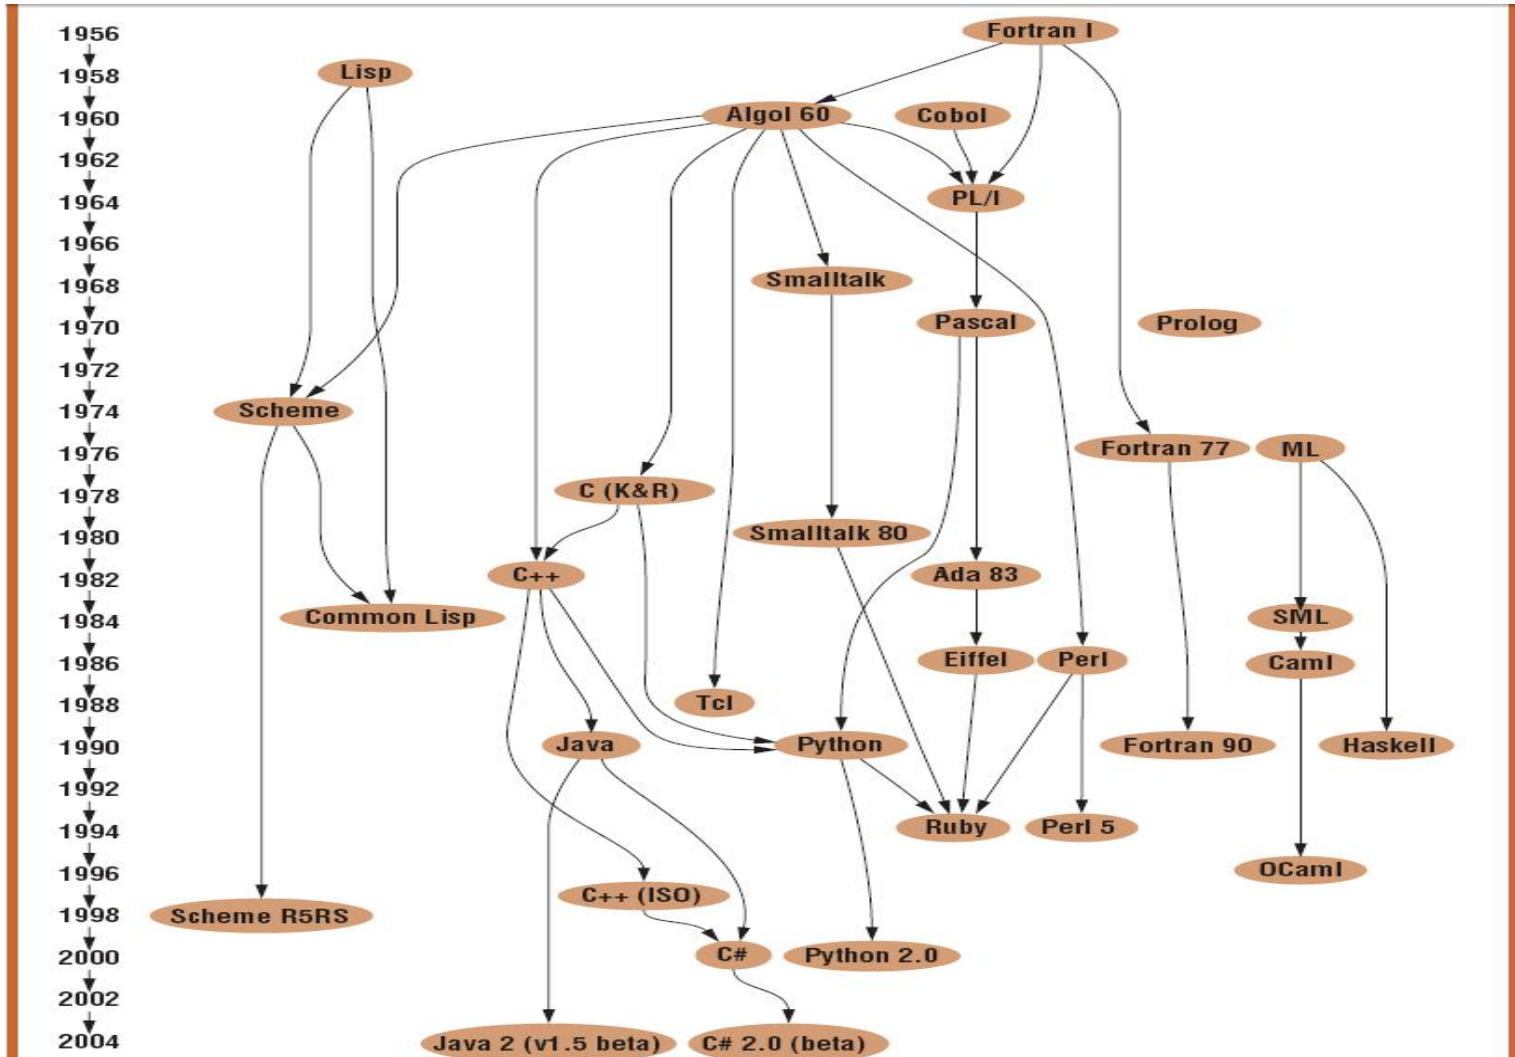 1956
Fortran I
1958
Lisp
1960
Algol 60
Cobol
1962
1964
PL/I
1966
1968
Smalltalk
1970
Pascal
Prolog
1972
1974
Scheme
1976
Fortran 77
ML
1978
C (K&R)
1980
Smalltalk 80
1982
C++
Ada 83
1984
Common Lisp
SML
1986
Eiffel
Perl
Caml
1988
Tcl
1990
Java
Python
Fortran 90
Haskell
1992
1994
Ruby
Perl 5
1996
OCaml
C++ (ISO)
1998
Scheme R5RS
2000
C#
Python 2.0
2002
2004
Java 2 (v1.5 beta)
C# 2.0 (beta)